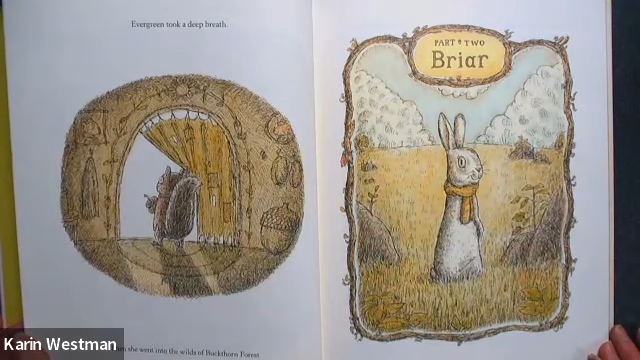 Evergreen took a deep breath.
she went into the wilds of Buckthorn Forest.
PART • TWO
Briar
Karin Westman